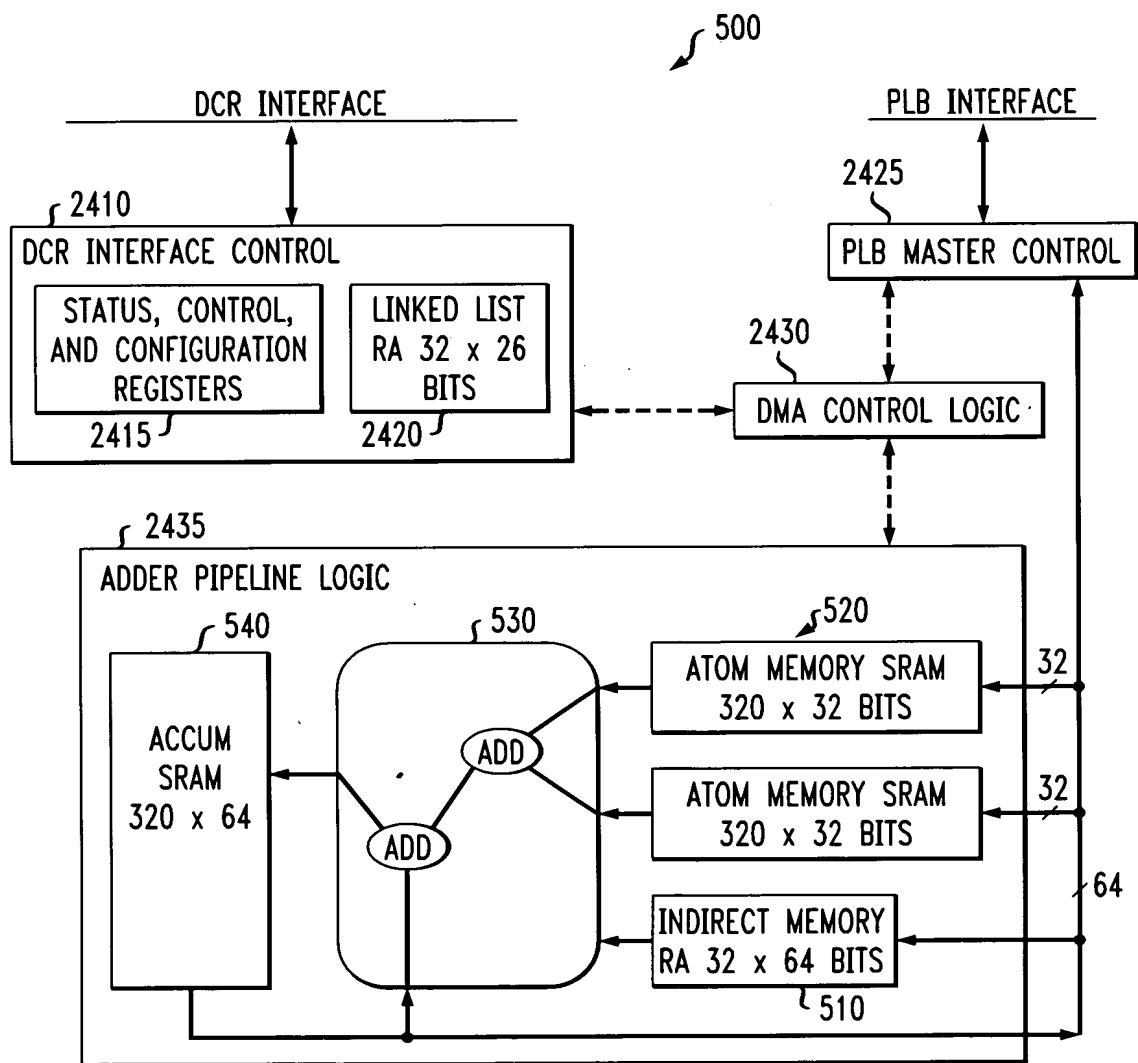 500
DCR INTERFACE
PLB INTERFACE
2410
2425
DCR INTERFACE CONTROL
PLB MASTER CONTROL
STATUS, CONTROL,
AND CONFIGURATION
REGISTERS
LINKED LIST
RA 32 x 26
BITS
2430
2415
2420
DMA CONTROL LOGIC
2435
ADDER PIPELINE LOGIC
540
530
520
ATOM MEMORY SRAM
320 x 32 BITS
32
ACCUM
SRAM
320 x 64
ADD
ADD
ATOM MEMORY SRAM
320 x 32 BITS
32
64
INDIRECT MEMORY
RA 32 x 64 BITS
510